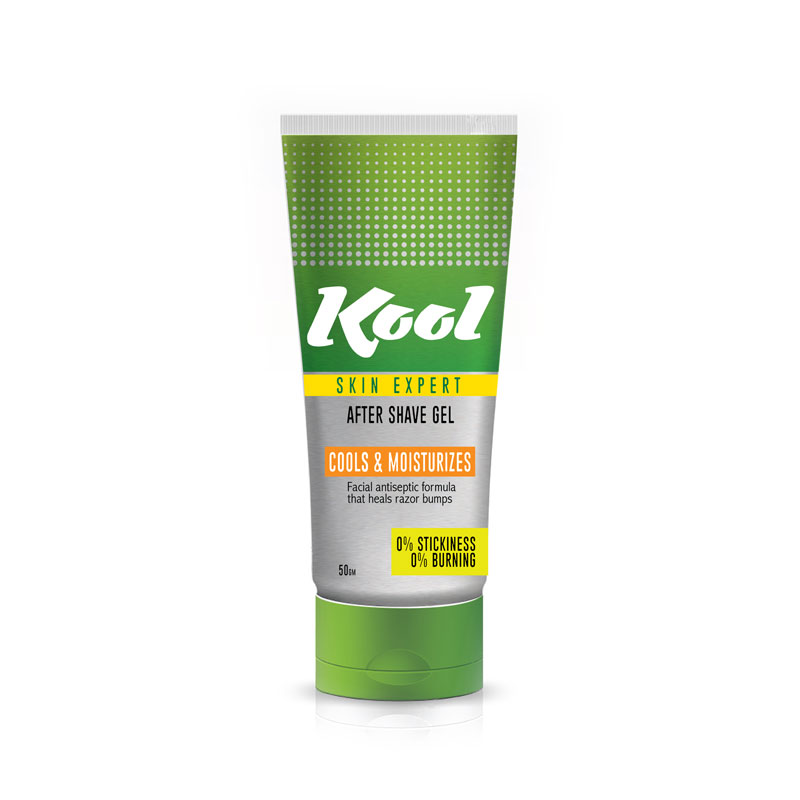 Kool
SKIN EXPERT
AFTER SHAVE GEL
COOLS & MOISTURIZES
Facial antiseptic formula
that heals razor bumps
0% STICKINESS
0% BURNING
50GM